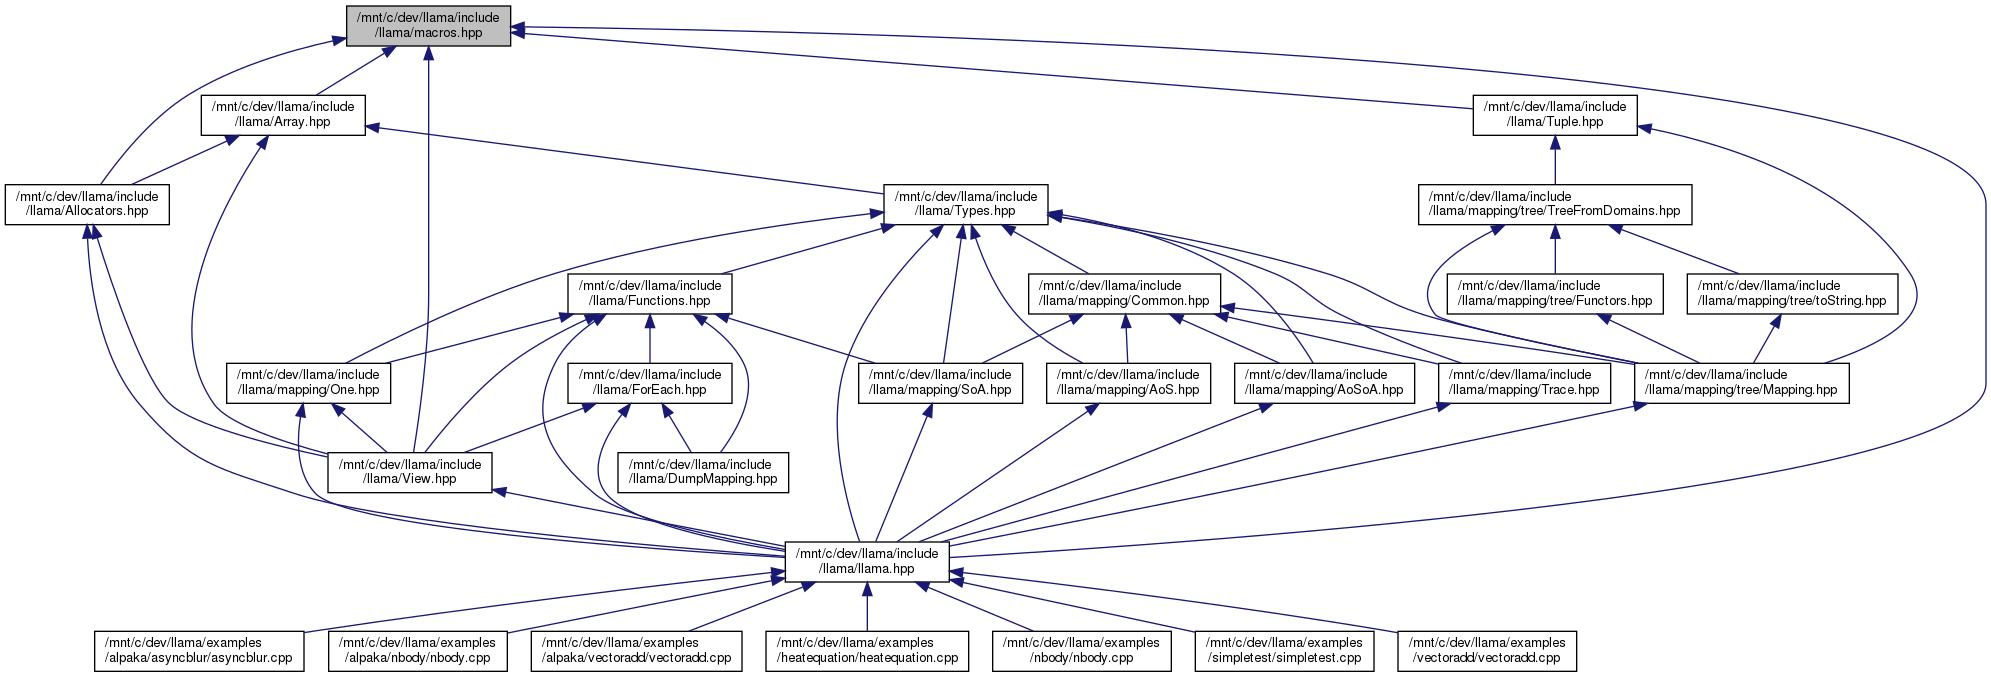 /mnt/c/dev/llama/include
/llama/macros.hpp
/mnt/c/dev/llama/include
/llama/Array.hpp
/mnt/c/dev/llama/include
/llama/Tuple.hpp
/mnt/c/dev/llama/include
/llama/Allocators.hpp
/mnt/c/dev/llama/include
/llama/Types.hpp
/mnt/c/dev/llama/include
/llama/mapping/tree/TreeFromDomains.hpp
/mnt/c/dev/llama/include
/llama/Functions.hpp
/mnt/c/dev/llama/include
/llama/mapping/Common.hpp
/mnt/c/dev/llama/include
/llama/mapping/tree/Functors.hpp
/mnt/c/dev/llama/include
/llama/mapping/tree/toString.hpp
/mnt/c/dev/llama/include
/llama/mapping/One.hpp
/mnt/c/dev/llama/include
/llama/ForEach.hpp
/mnt/c/dev/llama/include
/llama/mapping/SoA.hpp
/mnt/c/dev/llama/include
/llama/mapping/AoS.hpp
/mnt/c/dev/llama/include
/llama/mapping/AoSoA.hpp
/mnt/c/dev/llama/include
/llama/mapping/Trace.hpp
/mnt/c/dev/llama/include
/llama/mapping/tree/Mapping.hpp
/mnt/c/dev/llama/include
/llama/View.hpp
/mnt/c/dev/llama/include
/llama/DumpMapping.hpp
/mnt/c/dev/llama/include
/llama/llama.hpp
/mnt/c/dev/llama/examples
/alpaka/asyncblur/asyncblur.cpp
/mnt/c/dev/llama/examples
/alpaka/nbody/nbody.cpp
/mnt/c/dev/llama/examples
/alpaka/vectoradd/vectoradd.cpp
/mnt/c/dev/llama/examples
/heatequation/heatequation.cpp
/mnt/c/dev/llama/examples
/nbody/nbody.cpp
/mnt/c/dev/llama/examples
/simpletest/simpletest.cpp
/mnt/c/dev/llama/examples
/vectoradd/vectoradd.cpp